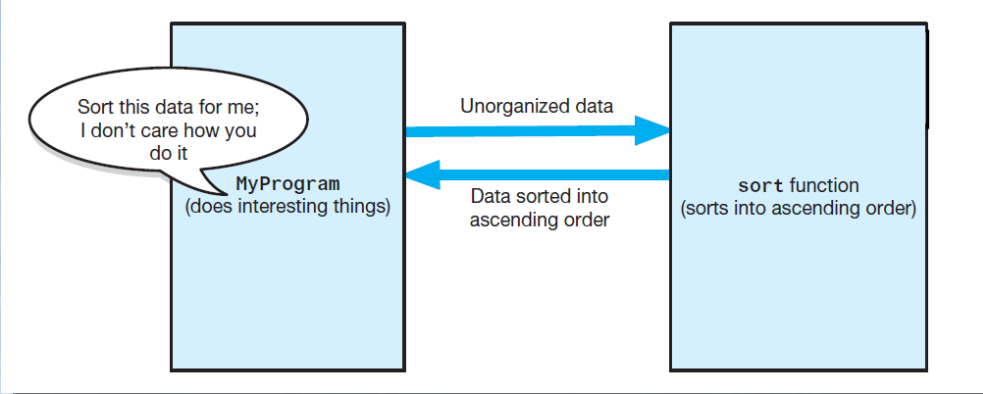 Sort this data for me;
I don’t care how you
do it
MyProgram
(does interesting things)
Unorganized data
Data sorted into
ascending order
sort function
(sorts into ascending order)